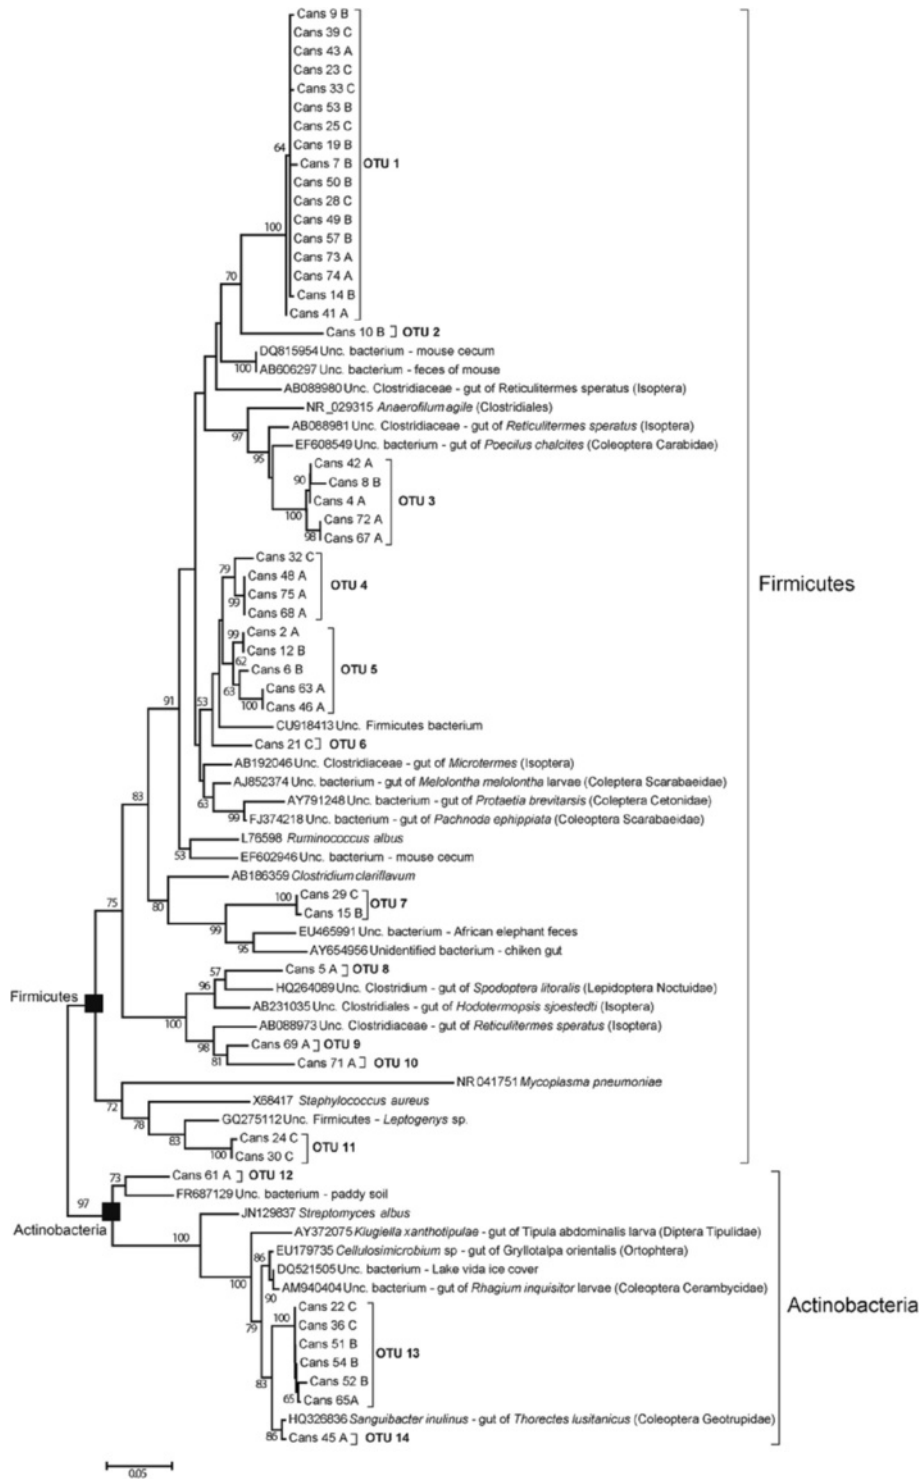 Cans 9 B
Cans 39 C
Cans 43 A
Cans 23 C
Cans 33 C
Cans 53 B
Cans 25 C
64
Cans 19 B
Cans 7 B OTU 1
Cans 50 B
Cans 28 C
Cans 49 B
100
Cans 57 B
Cans 73 A
70
Cans 74 A
Cans 14 B
Cans 41 A
Cans 10 B OTU 2
DQ815954 Unc. bacterium - mouse cecum
100 AB606297 Unc. bacterium - feces of mouse
AB088980 Unc. Clostridiaceae - gut of Reticulitermes speratus (Isoptera)
NR_029315 Anaerofilum agile (Clostridiales)
97
AB088981 Unc. Clostridiaceae - gut of Reticulitermes speratus (Isoptera)
95
EF608549 Unc. bacterium - gut of Poecilus chalcites (Coleoptera Carabidae)
Cans 42 A
90
Cans 8 B
Cans 4 A OTU 3
100
Cans 72 A
98 Cans 67 A
Cans 32 C
79
Cans 48 A
OTU 4
Cans 75 A
99
Cans 68 A
99 Cans 2 A
Cans 12 B
62
Cans 6 B OTU 5
63
Cans 63 A
100
Cans 46 A
91
53
CU918413 Unc. Firmicutes bacterium
Cans 21 C OTU 6
AB192046 Unc. Clostridiaceae - gut of Microtermes (Isoptera)
AJ852374 Unc. bacterium - gut of Melolontha melolontha larvae (Coleptera Scarabaeidae)
63
AY791248 Unc. bacterium - gut of Protaetia brevitarsis (Coleptera Cetonidae)
83
99 FJ374218 Unc. bacterium - gut of Pachnoda ephippiata (Coleoptera Scarabaeidae)
L76598 Ruminococcus albus
53 EF602946 Unc. bacterium - mouse cecum
AB186359 Clostridium clariflavum
100 Cans 29 C
OTU 7
80
Cans 15 B
75
99
EU465991 Unc. bacterium - African elephant feces
95
AY654956 Unidentified bacterium - chiken gut
57 Cans 5 A OTU 8
96
HQ264089 Unc. Clostridium - gut of Spodoptera litoralis (Lepidoptera Noctuidae)
Firmicutes
AB231035 Unc. Clostridiales - gut of Hodotermopsis sjoestedti (Isoptera)
100
AB088973 Unc. Clostridiaceae - gut of Reticulitermes speratus (Isoptera)
98
Cans 69 A OTU 9
81
Cans 71 A OTU 10
NR 041751 Mycoplasma pneumoniae
72
X68417 Staphylococcus aureus
78
GQ275112 Unc. Firmicutes - Leptogenys sp.
83
Cans 24 C
OTU 11
100 Cans 30 C
Firmicutes
73 Cans 61 A OTU 12
FR687129 Unc. bacterium - paddy soil
97
JN129837 Streptomyces albus
Actinobacteria
AY372075 Klugiella xanthotipulae - gut of Tipula abdominalis larva (Diptera Tipulidae)
100
86 EU179735 Cellulosimicrobium sp - gut of Gryllotalpa orientalis (Ortophtera)
DQ521505 Unc. bacterium - Lake vida ice cover
100
90 AM940404 Unc. bacterium - gut of Rhagium inquisitor larvae (Coleoptera Cerambycidae)
Cans 22 C
100
79
Cans 36 C
Cans 51 B
OTU 13
Cans 54 B
83
Cans 52 B
65
Cans 65A
HQ326836 Sanguibacter inulinus - gut of Thorectes lusitanicus (Coleoptera Geotrupidae)
86 Cans 45 A OTU 14
Actinobacteria
0.05